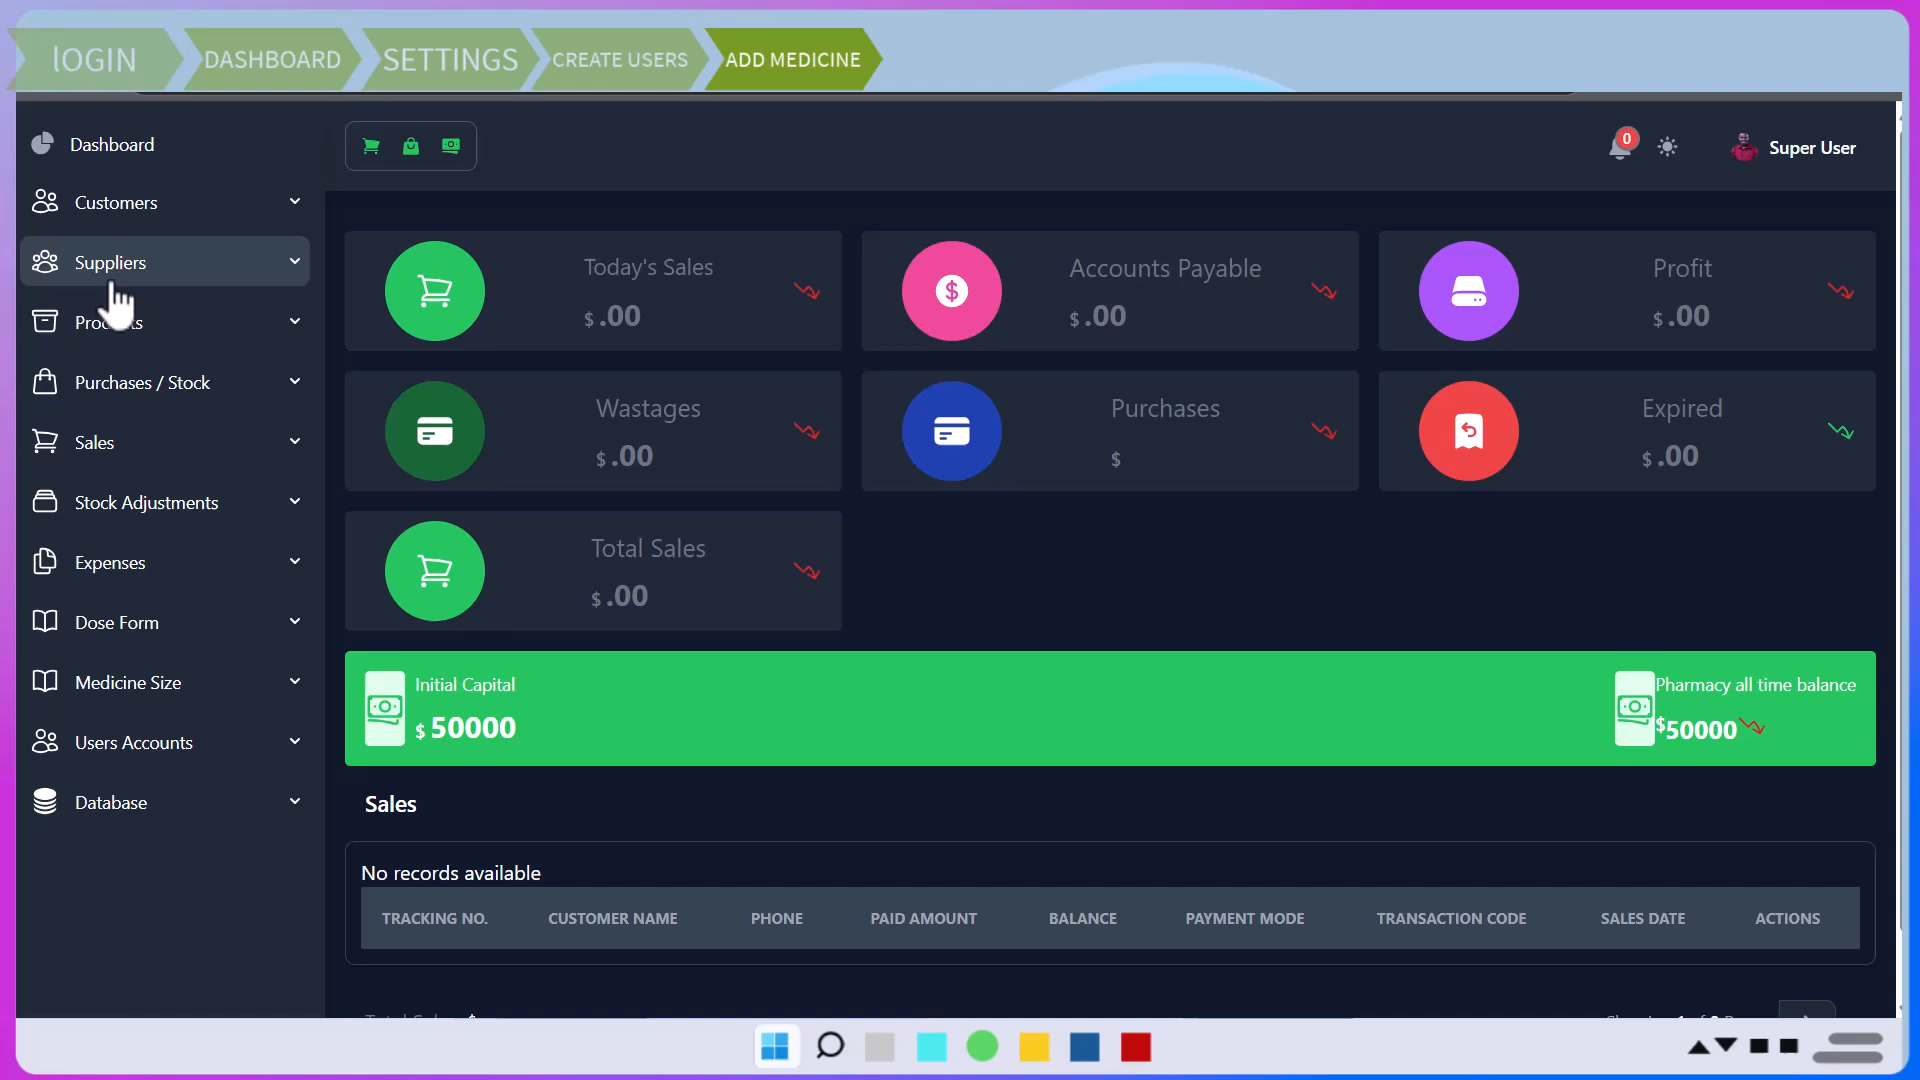 LOGIN
DASHBOARD
SETTINGS
CREATE USERS
ADD MEDICINE
Dashboard
Customers
Suppliers
Purchases / Stock
Sales
Stock Adjustments
Expenses
Dose Form
Medicine Size
Users Accounts
Database
0
Super User
Today's Sales
$ .00
Accounts Payable
$ .00
Profit
$ .00
Wastages
$ .00
Purchases
$
Expired
$ .00
Total Sales
$ .00
Initial Capital
$ 50000
Pharmacy all time balance
$50000
Sales
No records available
TRACKING NO. CUSTOMER NAME PHONE PAID AMOUNT BALANCE PAYMENT MODE TRANSACTION CODE SALES DATE ACTIONS